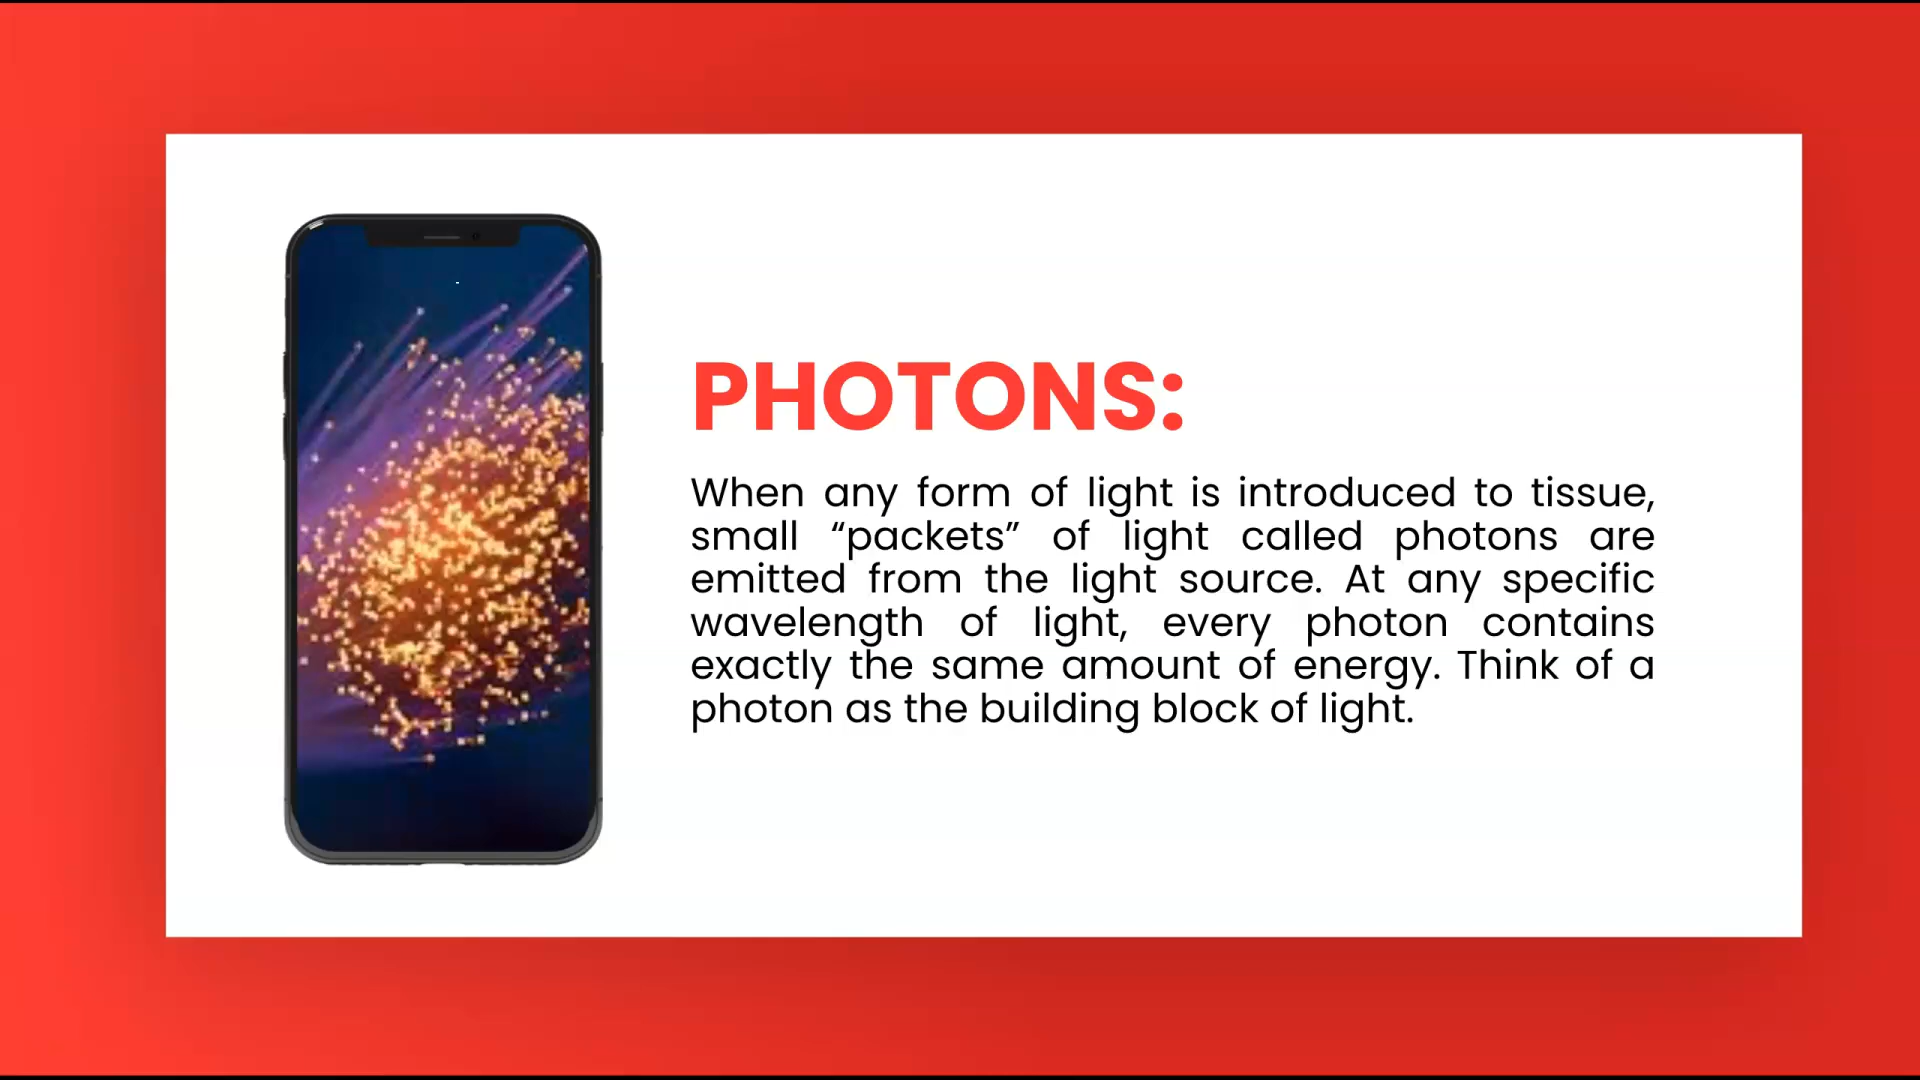 PHOTONS:
When any form of light is introduced to tissue,
small “packets” of light called photons are
emitted from the light source. At any specific
wavelength of light, every photon contains
exactly the same amount of energy. Think of a
photon as the building block of light.